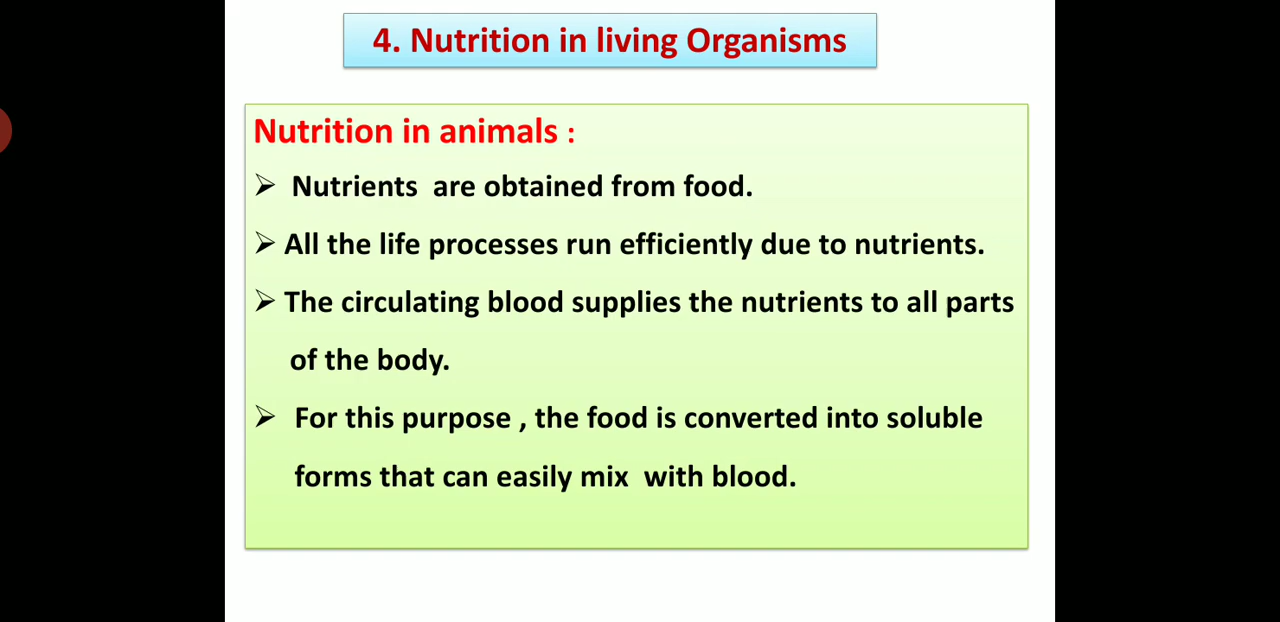 4. Nutrition in living Organisms
Nutrition in animals :
➢ Nutrients are obtained from food.
➢ All the life processes run efficiently due to nutrients.
➢ The circulating blood supplies the nutrients to all parts
of the body.
➢ For this purpose , the food is converted into soluble
forms that can easily mix with blood.